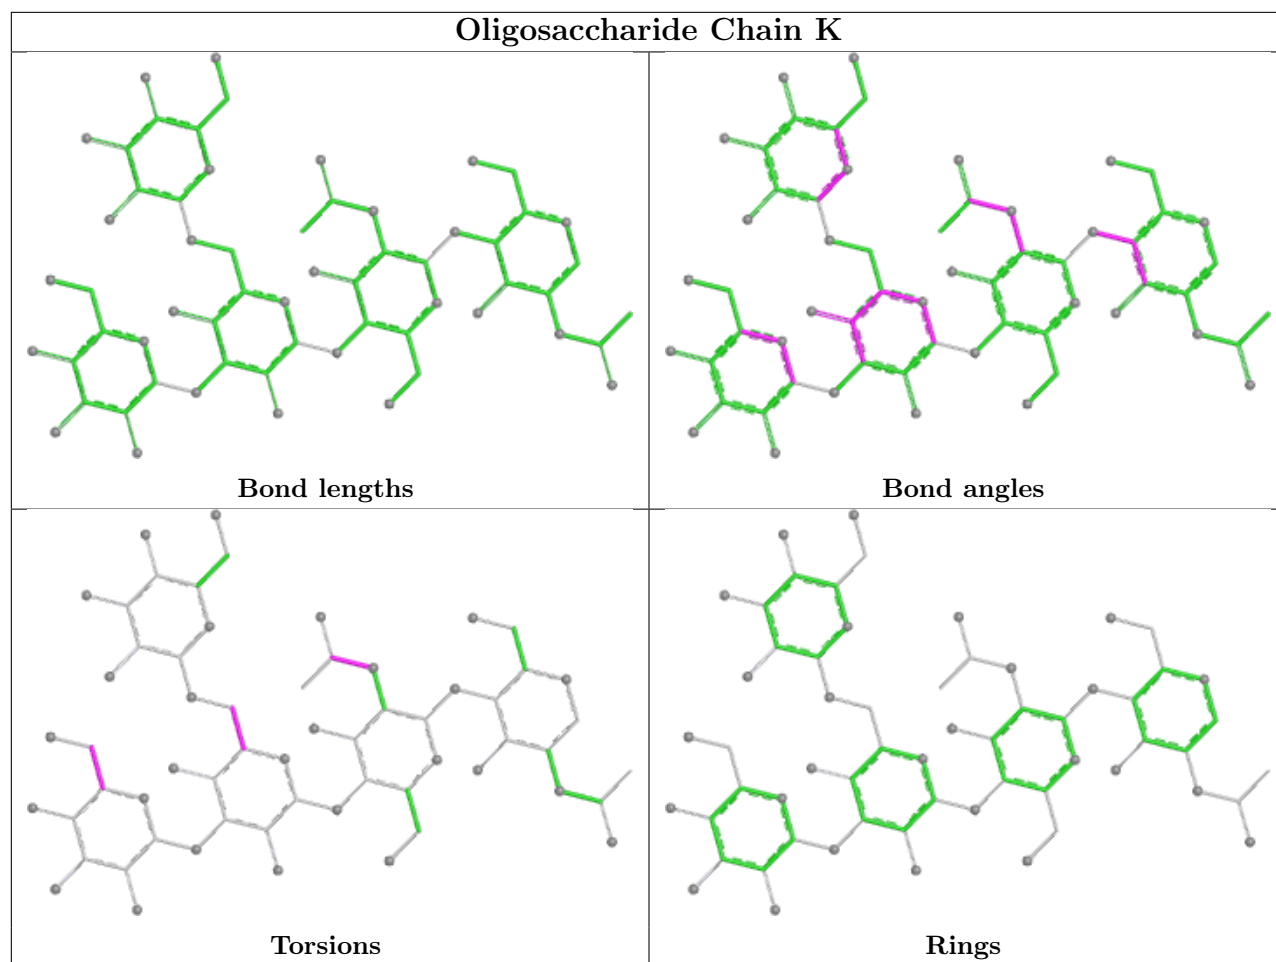 Oligosaccharide Chain K
Bond lengths
Bond angles
Torsions
Rings